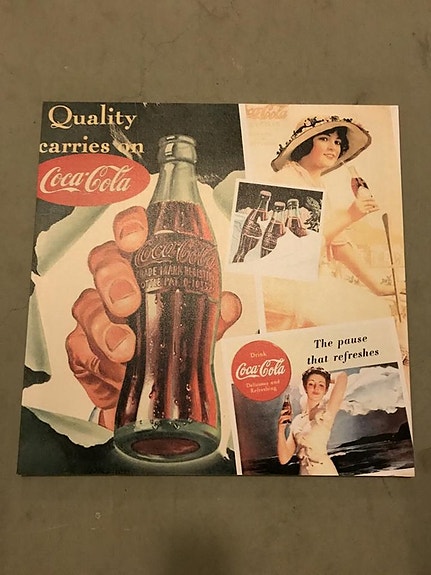 Quality
carries on
Coca-Cola
Coca-Cola
TRADE MARK REGISTERED
Coca-Cola
The pause
that refreshes
Drink
Coca-Cola
Delicious and
Refreshing